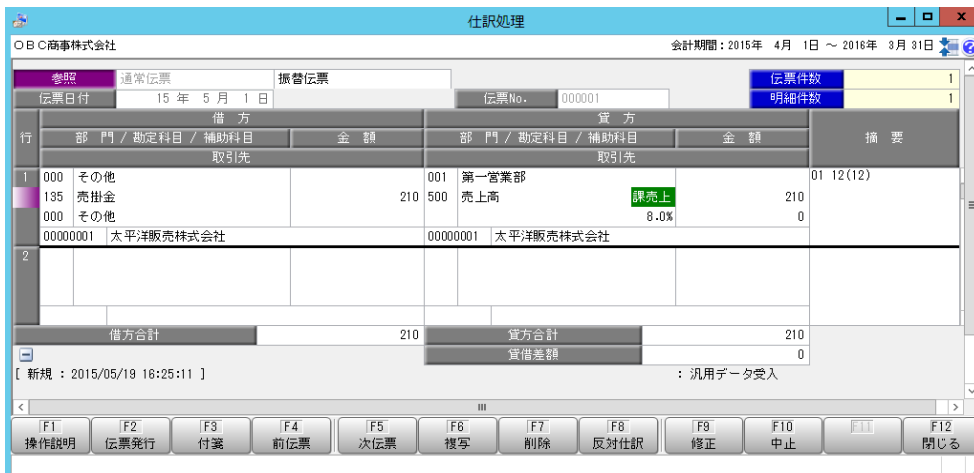 仕訳処理
ＯＢＣ商事株式会社 会計期間：2015年 4月 1日 ～ 2016年 3月 31日
参照 通常伝票 振替伝票 伝票件数 1
伝票日付 15 年 5 月 1 日 伝票No. 000001 明細件数 1
行 借 方 貸 方 摘 要
部 門 / 勘定科目 / 補助科目 金 額 部 門 / 勘定科目 / 補助科目 金 額
取引先 取引先
1 000 その他 001 第一営業部 01 12(12)
135 売掛金 210 500 売上高 課売上 210
000 その他 8.0% 0
00000001 太平洋販売株式会社 00000001 太平洋販売株式会社
2
借方合計 210 貸方合計 210
貸借差額 0
[ 新規 : 2015/05/19 16:25:11 ] : 汎用データ受入
F1 F2 F3 F4 F5 F6 F7 F8 F9 F10 F11 F12
操作説明 伝票発行 付箋 前伝票 次伝票 複写 削除 反対仕訳 修正 中止 閉じる